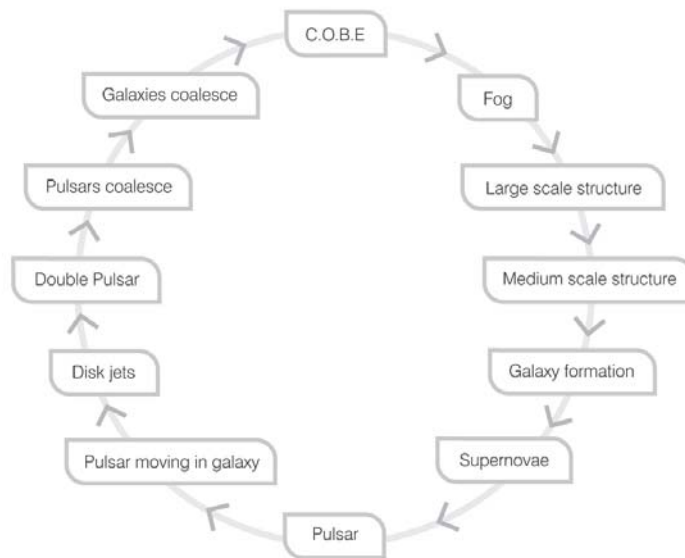 C.O.B.E
Fog
Large scale structure
Medium scale structure
Galaxy formation
Supernovae
Pulsar
Pulsar moving in galaxy
Disk jets
Double Pulsar
Pulsars coalesce
Galaxies coalesce